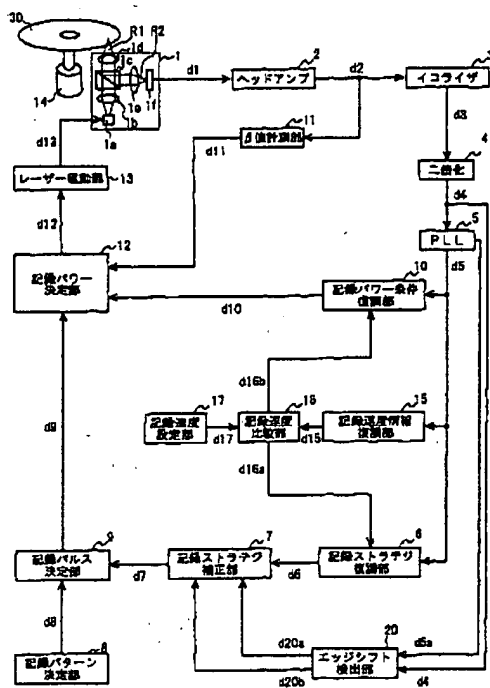 30
R1
1d
1
R2
1c
d1
2
ヘッドアンプ
d2
3
イコライザ
14
1e
1f
1b
1a
d3
11
β値計測部
d11
4
二値化
d13
レーザー駆動部
13
d4
5
PLL
d5
d12
12
記録パワー決定部
10
記録パワー条件復調部
d10
d16b
17
記録速度設定部
d17
16
記録速度比較部
d15
15
記録速度情報復調部
d9
d16a
9
記録パルス決定部
d7
7
記録ストラテジ補正部
d6
6
記録ストラテジ復調部
d8
8
記録パターン決定部
d20a
d20b
20
エッジシフト検出部
d5a
d4